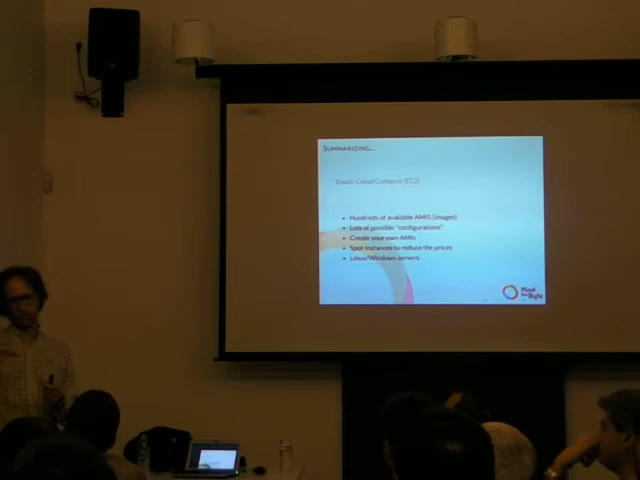 SUMMARIZING...
Elastic Cloud Compute (EC2)
• Hundreds of available AMIS (images)
• Lots of possible "configurations"
• Create your own AMIs
• Spot Instances to reduce the prices
• Linux/Windows servers
Mind
the Byte